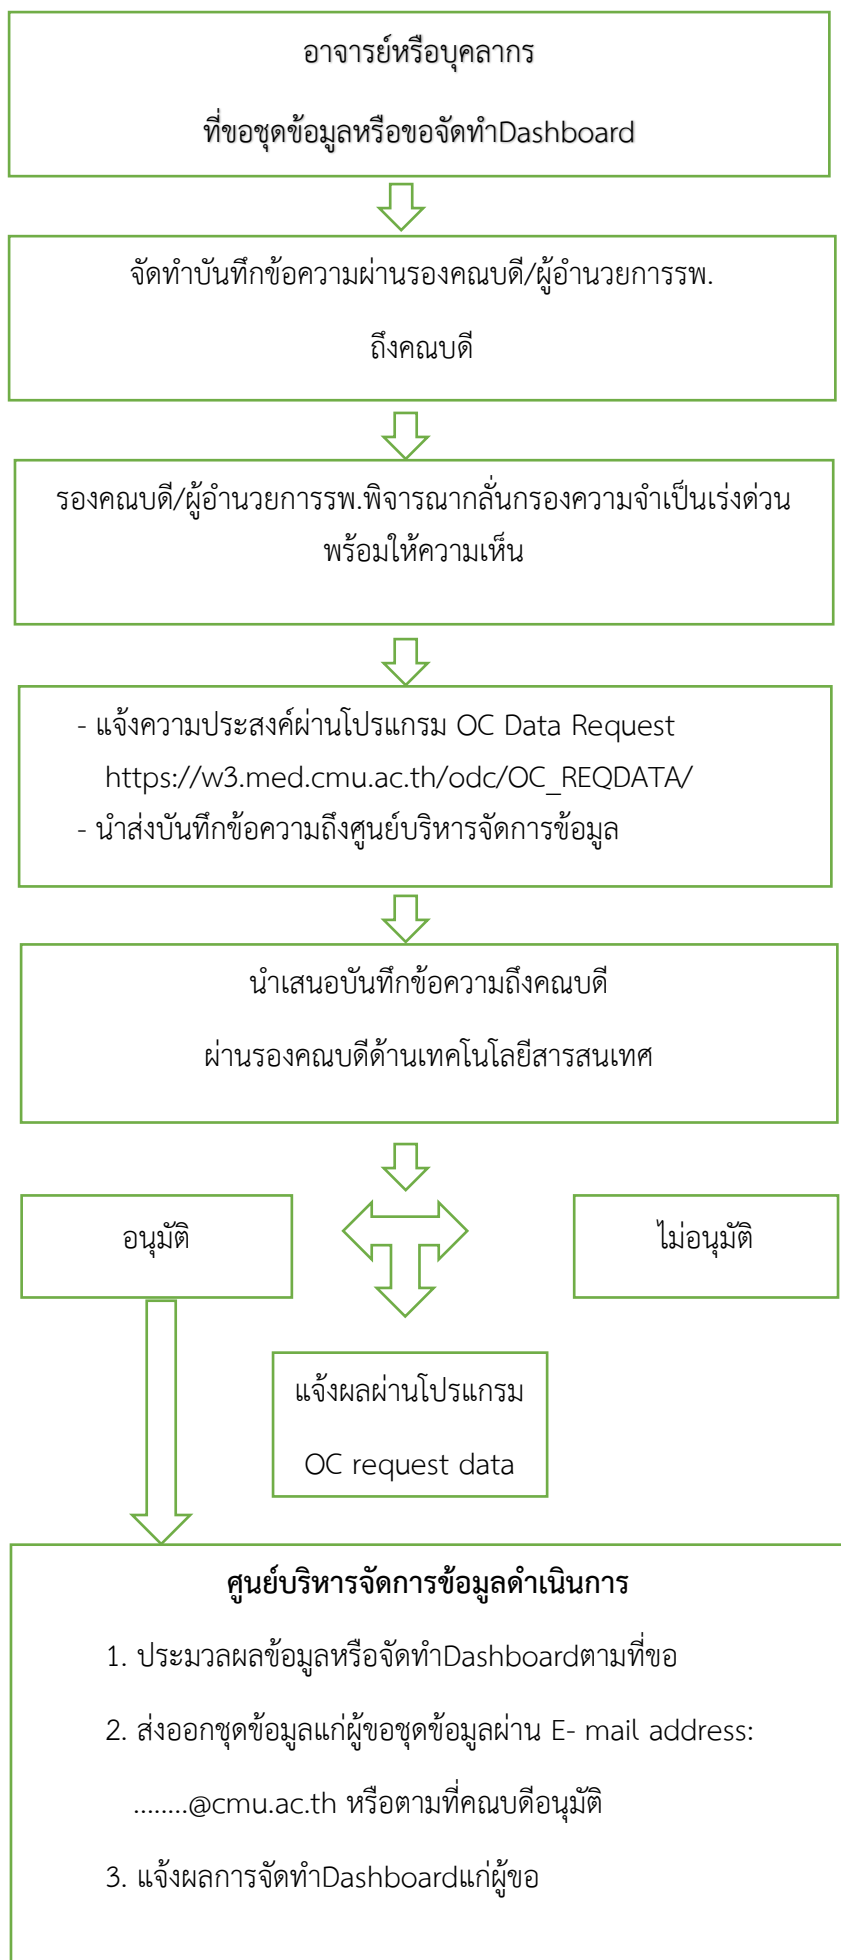 อาจารย์หรือบุคลากร
ที่ขอชุดข้อมูลหรือขอจัดทำDashboard
จัดทำบันทึกข้อความผ่านรองคณบดี/ผู้อำนวยการรพ.
ถึงคณบดี
รองคณบดี/ผู้อำนวยการรพ.พิจารณากลั่นกรองความจำเป็นเร่งด่วน
พร้อมให้ความเห็น
- แจ้งความประสงค์ผ่านโปรแกรม OC Data Request
https://w3.med.cmu.ac.th/odc/OC_REQDATA/
- นำส่งบันทึกข้อความถึงศูนย์บริหารจัดการข้อมูล
นำเสนอบันทึกข้อความถึงคณบดี
ผ่านรองคณบดีด้านเทคโนโลยีสารสนเทศ
อนุมัติ
ไม่อนุมัติ
แจ้งผลผ่านโปรแกรม
OC request data
ศูนย์บริหารจัดการข้อมูลดำเนินการ
1. ประมวลผลข้อมูลหรือจัดทำDashboardตามที่ขอ
2. ส่งออกชุดข้อมูลแก่ผู้ขอชุดข้อมูลผ่าน E- mail address:
........@cmu.ac.th หรือตามที่คณบดีอนุมัติ
3. แจ้งผลการจัดทำDashboardแก่ผู้ขอ